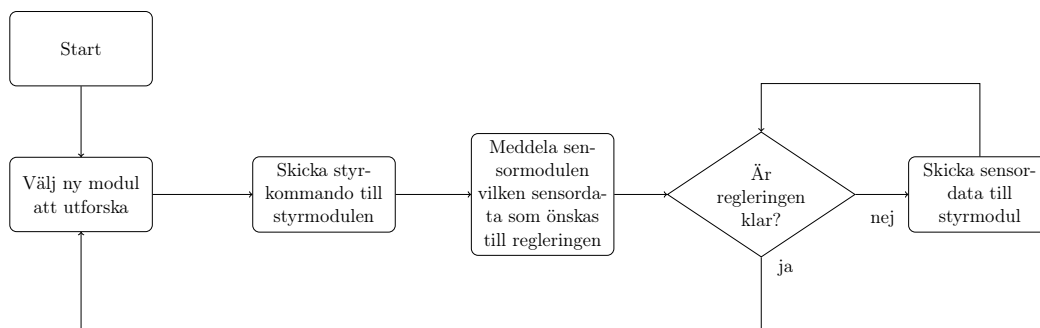 Start
Välj ny modul
att utforska
Skicka styr-
kommando till
styrmodulen
Meddela sen-
sormodulen
vilken sensorda-
ta som önskas
till regleringen
Är
regleringen
klar?
nej
ja
Skicka sensor-
data till
styrmodul